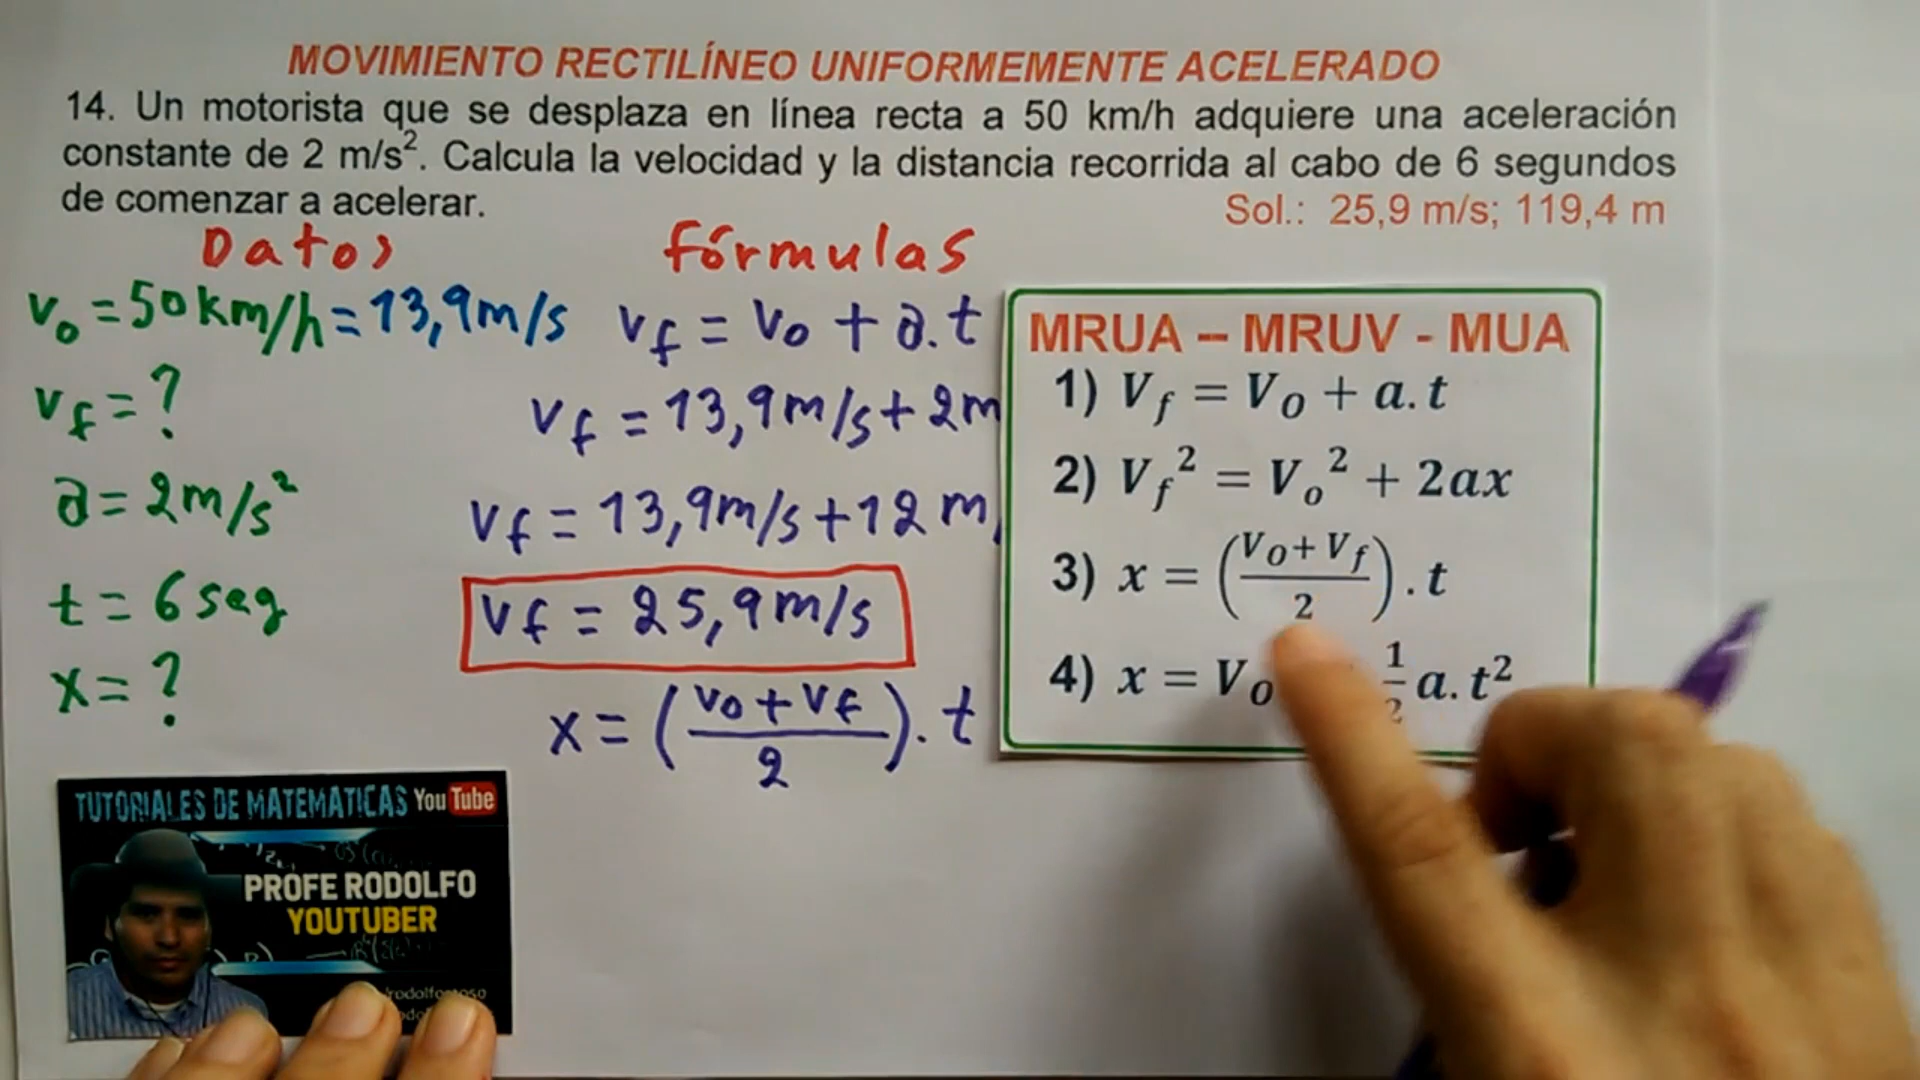 MOVIMIENTO RECTILÍNEO UNIFORMEMENTE ACELERADO
14. Un motorista que se desplaza en línea recta a 50 km/h adquiere una aceleración
constante de 2 m/s². Calcula la velocidad y la distancia recorrida al cabo de 6 segundos
de comenzar a acelerar.
Sol.: 25,9 m/s; 119,4 m
Datos
v₀ = 50 km/h = 13,9 m/s
vf = ?
a = 2 m/s²
t = 6 seg
x = ?
Fórmulas
vf = v₀ + a.t
vf = 13,9 m/s + 2 m
vf = 13,9 m/s + 12 m
vf = 25,9 m/s
x = ((v₀ + vf)/2) . t
MRUA – MRUV - MUA
1) Vf = V₀ + a.t
2) Vf² = V₀² + 2ax
3) x = ((V₀ + Vf)/2) . t
4) x = V₀ 1/2 a.t²
TUTORIALES DE MATEMATICAS YouTube
PROFE RODOLFO
YOUTUBER